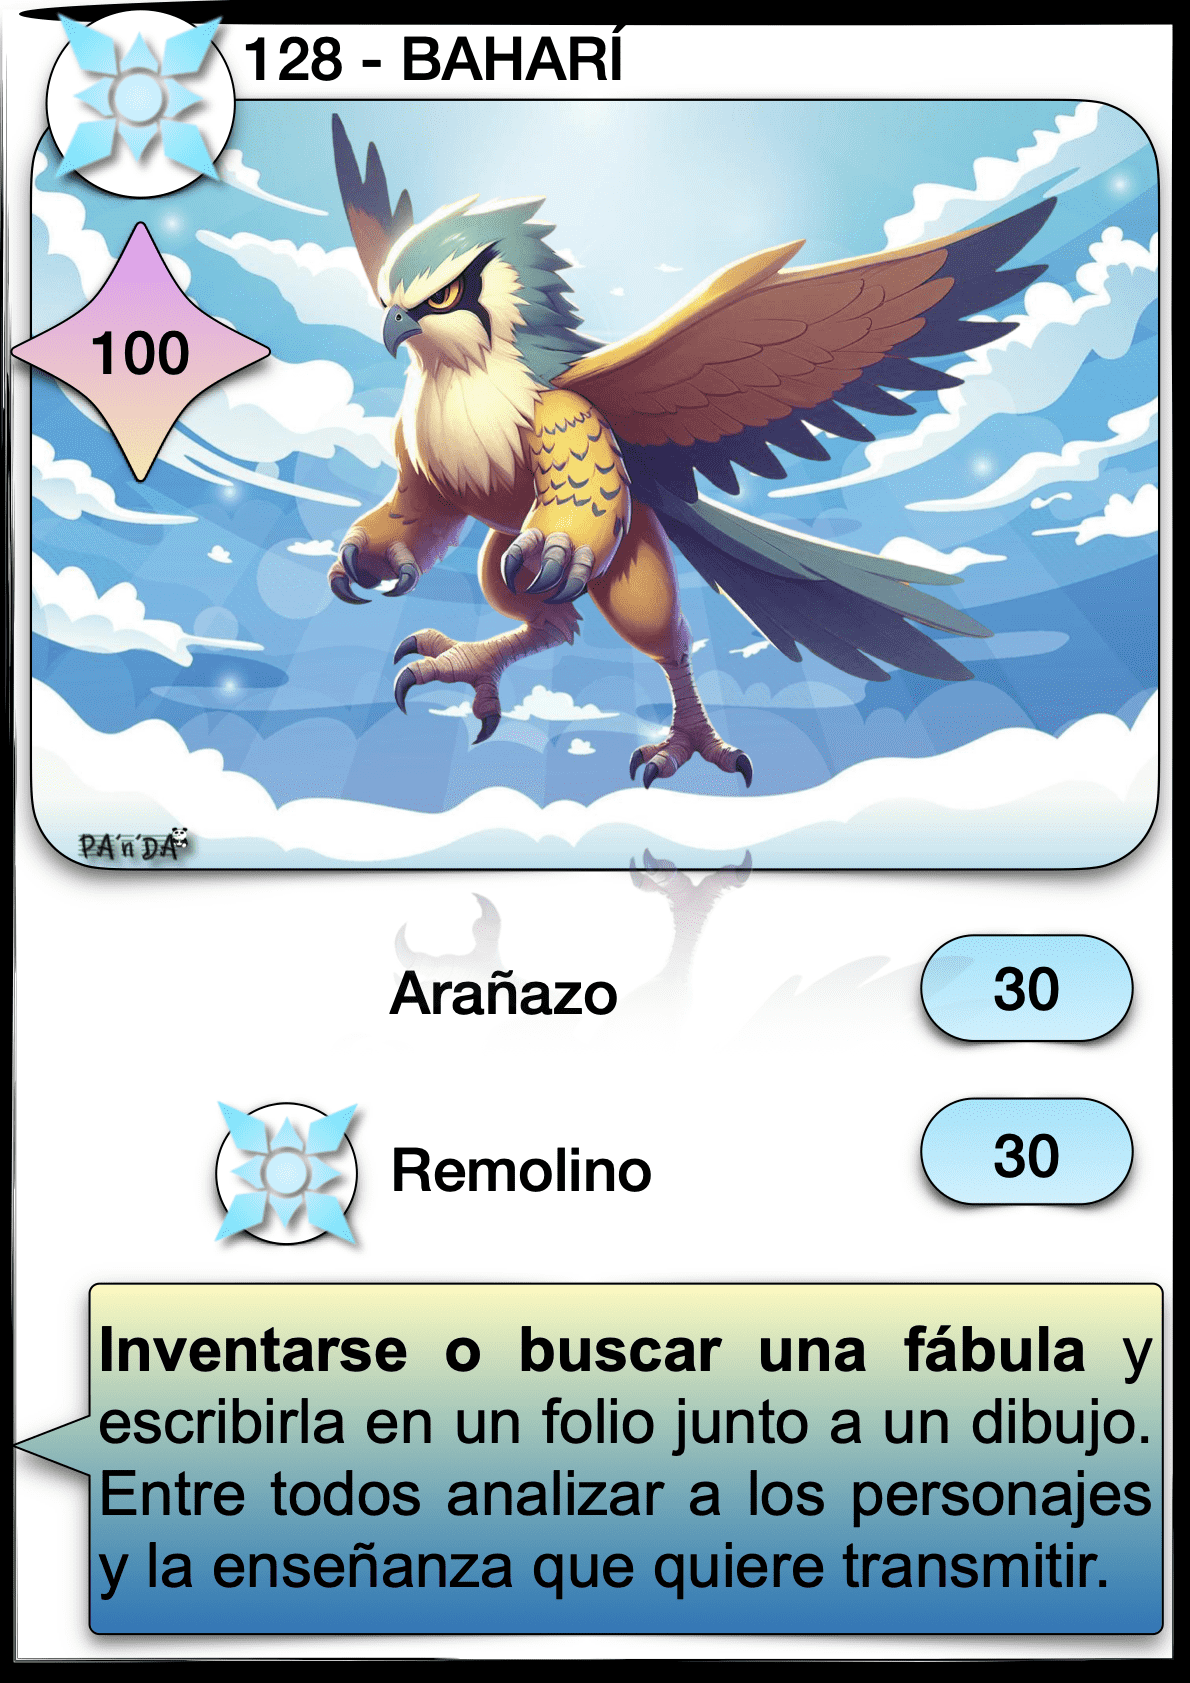 128 - BAHARÍ
100
PA'n'DA
Arañazo 30
Remolino 30
Inventarse o buscar una fábula y
escribirla en un folio junto a un dibujo.
Entre todos analizar a los personajes
y la enseñanza que quiere transmitir.